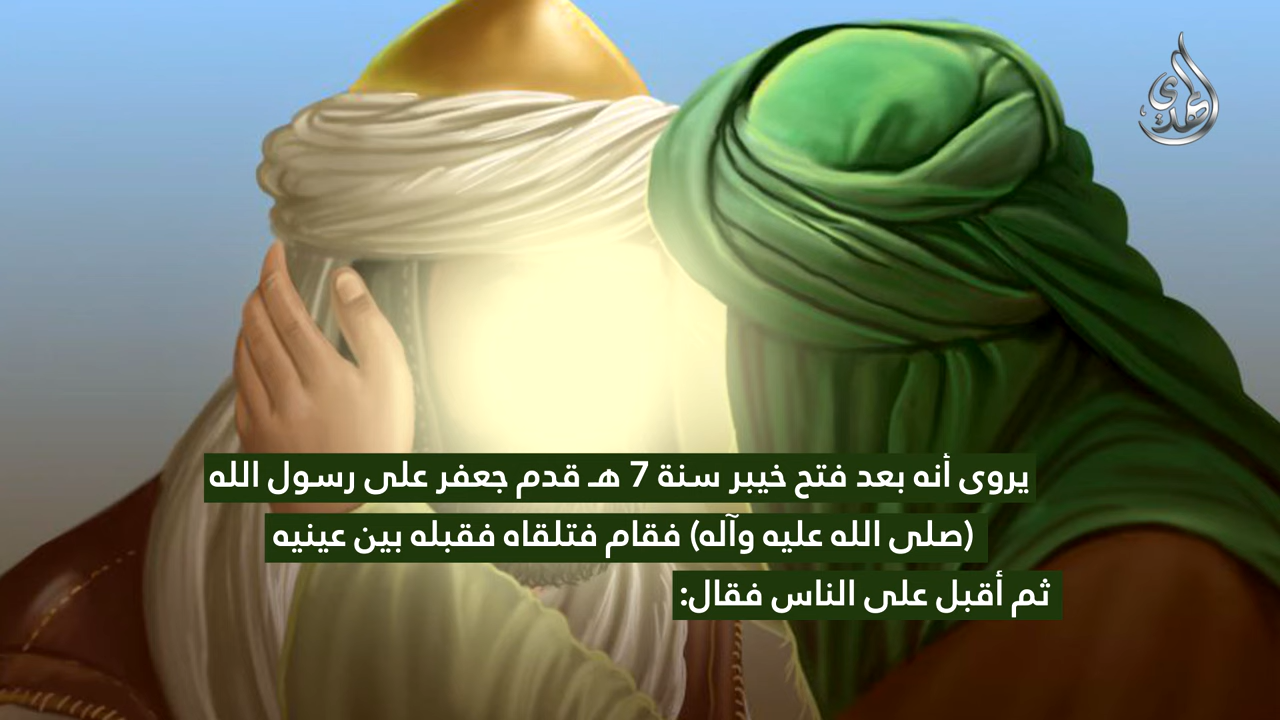 المهدي
يروى أنه بعد فتح خيبر سنة 7 هـ قدم جعفر على رسول الله
(صلى الله عليه وآله) فقام فتلقاه فقبله بين عينيه
ثم أقبل على الناس فقال: